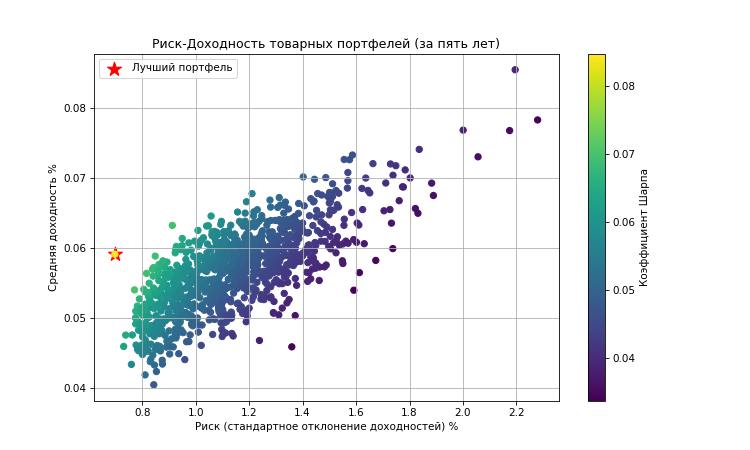 Риск-Доходность товарных портфелей (за пять лет)
Лучший портфель
Средняя доходность %
0.08
0.07
0.06
0.05
0.04
0.8 1.0 1.2 1.4 1.6 1.8 2.0 2.2
Риск (стандартное отклонение доходностей) %
0.08
0.07
0.06
0.05
0.04
Коэффициент Шарпа